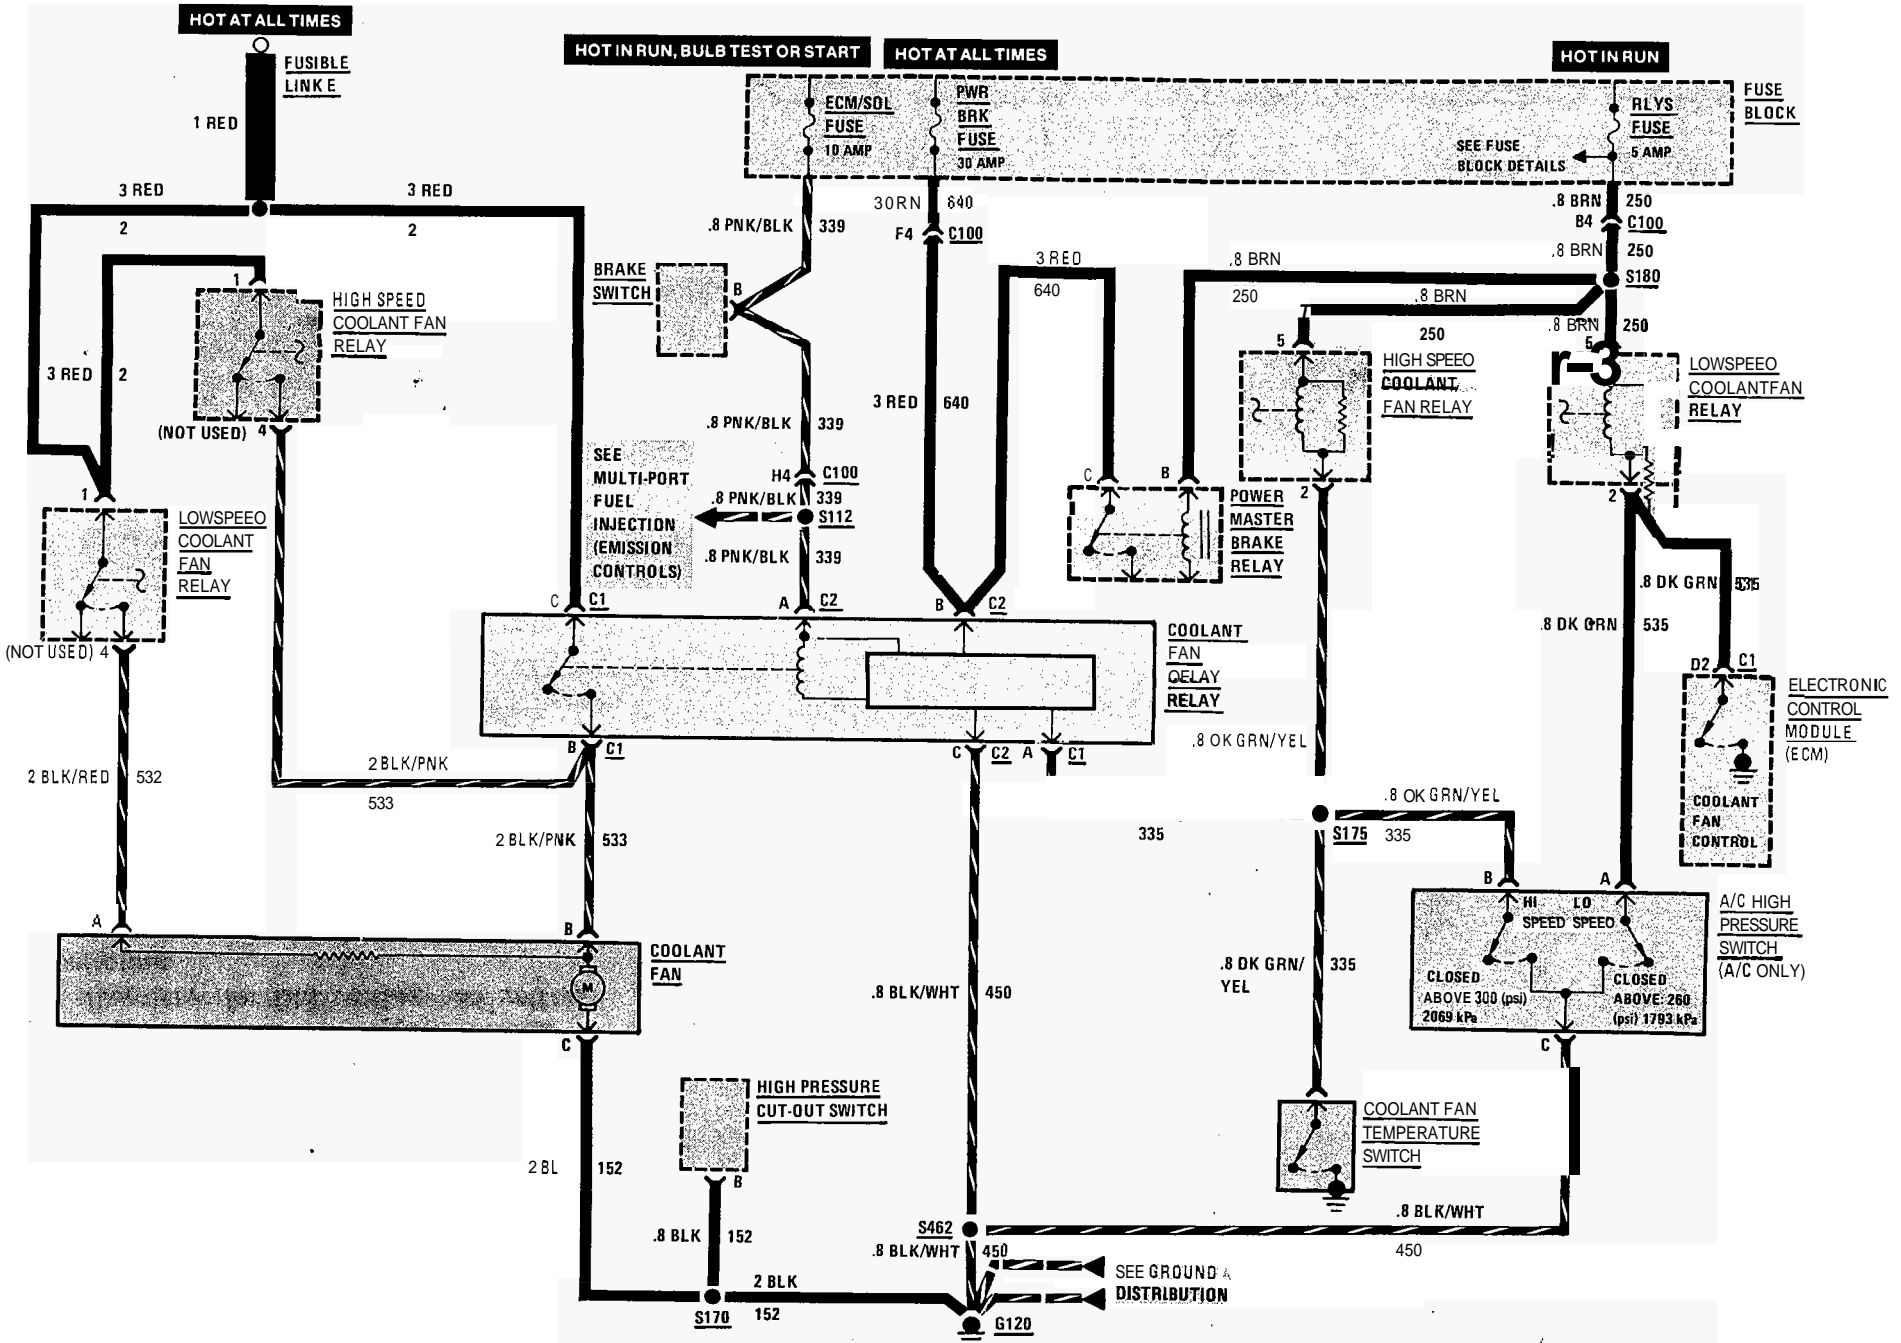 HOT AT ALL TIMES
FUSIBLE
LINK E
1 RED
3 RED
2
3 RED
2
HOT IN RUN, BULB TEST OR START
HOT AT ALL TIMES
HOT IN RUN
ECM/SOL
FUSE
10 AMP
PWR
BRK
FUSE
30 AMP
SEE FUSE
BLOCK DETAILS
RLYS
FUSE
5 AMP
FUSE
BLOCK
.8 PNK/BLK
339
30RN
640
F4
C100
.8 BRN
250
B4
C100
.8 BRN
250
S180
1
HIGH SPEED
COOLANT FAN
RELAY
3 RED
2
(NOT USED)
4
BRAKE
SWITCH
B
3 RED
640
.8 BRN
250
.8 BRN
250
.8 BRN
250
5
HIGH SPEEO
COOLANT
FAN RELAY
2
5
3
LOWSPEEO
COOLANTFAN
RELAY
2
3 RED
640
.8 PNK/BLK
339
H4
C100
.8 PNK/BLK
339
S112
.8 PNK/BLK
339
SEE
MULTI-PORT
FUEL
INJECTION
(EMISSION
CONTROLS)
C
B
POWER
MASTER
BRAKE
RELAY
1
LOWSPEEO
COOLANT
FAN
RELAY
(NOT USED)
4
C
C1
A
C2
B
C2
COOLANT
FAN
OELAY
RELAY
B
C1
C
C2
A
C1
.8 DK GRN
535
.8 DK GRN
535
D2
C1
ELECTRONIC
CONTROL
MODULE
(ECM)
COOLANT
FAN
CONTROL
2 BLK/RED
532
2 BLK/PNK
533
2 BLK/PNK
533
.8 OK GRN/YEL
335
S175
.8 OK GRN/YEL
335
A
B
COOLANT
FAN
M
C
.8 BLK/WHT
450
.8 DK GRN/
YEL
335
B
A
HI
SPEED
LO
SPEED
CLOSED
ABOVE 300 (psi)
2069 kPa
CLOSED
ABOVE 260
(psi) 1793 kPa
A/C HIGH
PRESSURE
SWITCH
(A/C ONLY)
C
HIGH PRESSURE
CUT-OUT SWITCH
B
2 BL
152
.8 BLK
152
COOLANT FAN
TEMPERATURE
SWITCH
S462
.8 BLK/WHT
450
.8 BLK/WHT
450
2 BLK
152
S170
G120
SEE GROUND
DISTRIBUTION